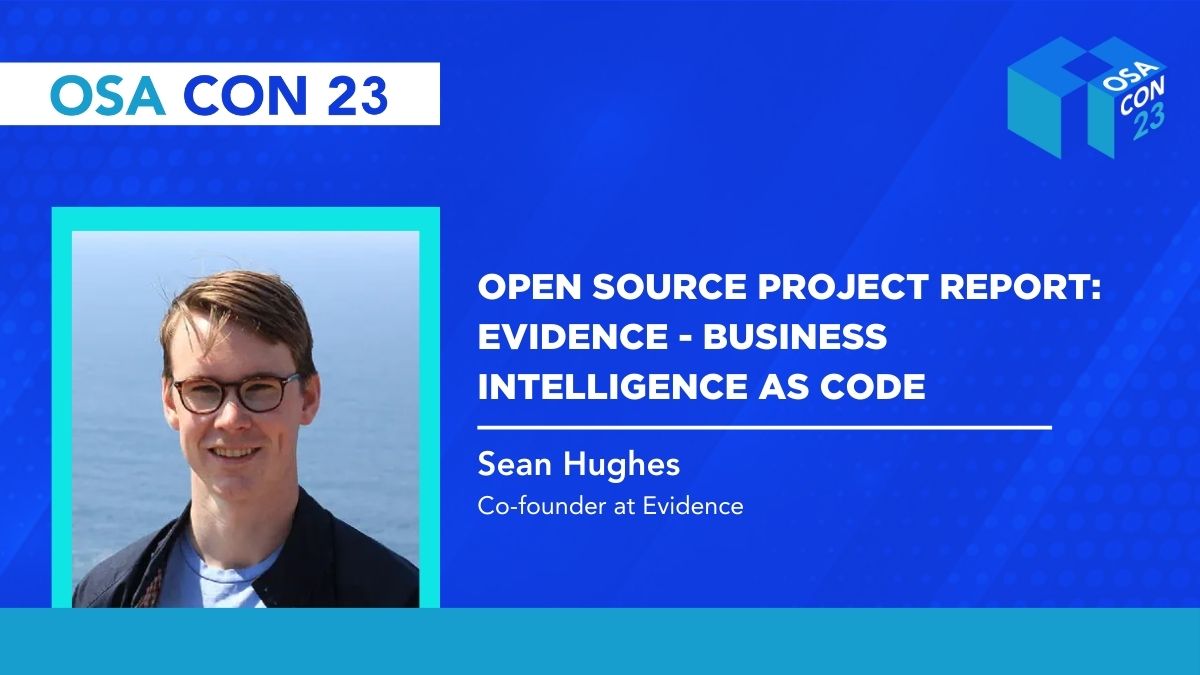 OSA CON 23
OSA
CON
23
OPEN SOURCE PROJECT REPORT:
EVIDENCE - BUSINESS
INTELLIGENCE AS CODE
Sean Hughes
Co-founder at Evidence